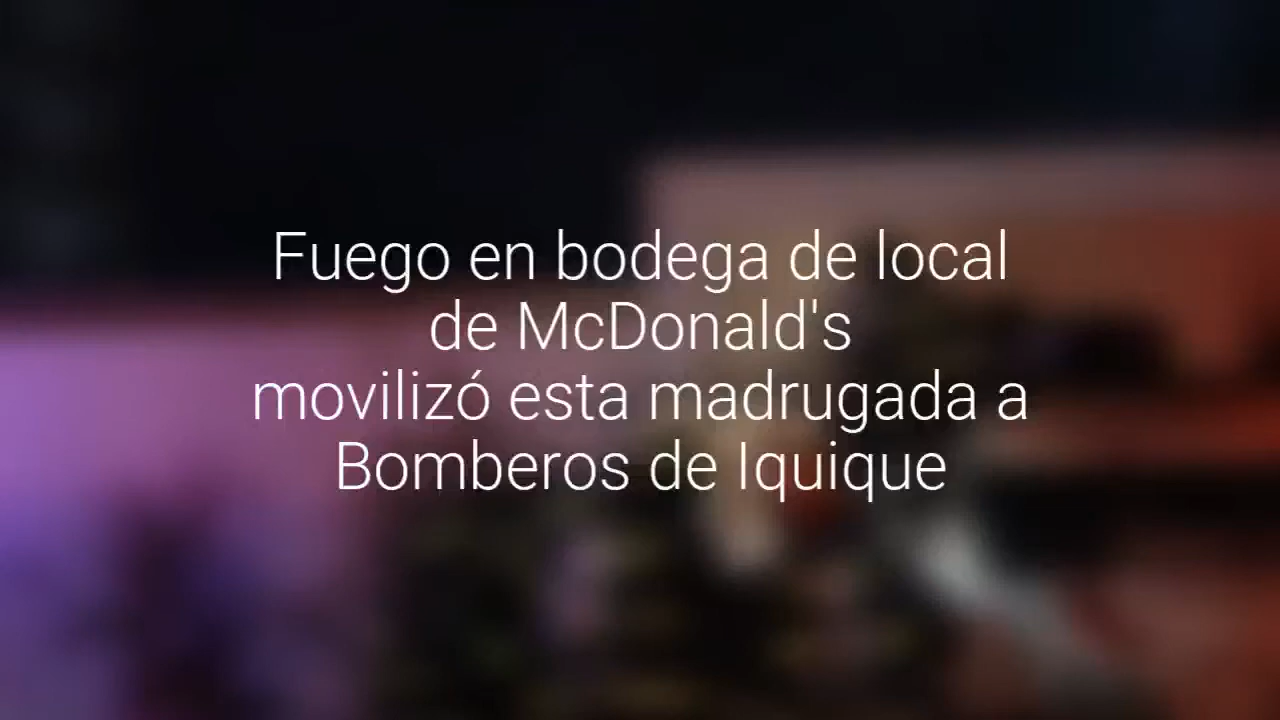 Fuego en bodega de local
de McDonald's
movilizó esta madrugada a
Bomberos de Iquique